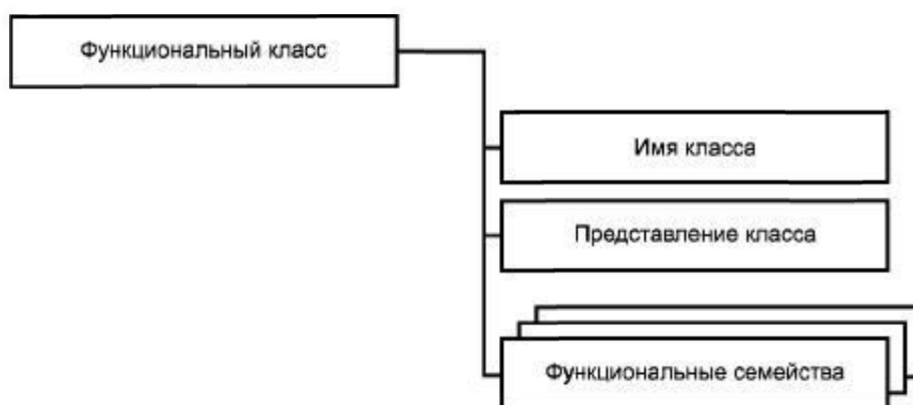 Функциональный класс
Имя класса
Представление класса
Функциональные семейства